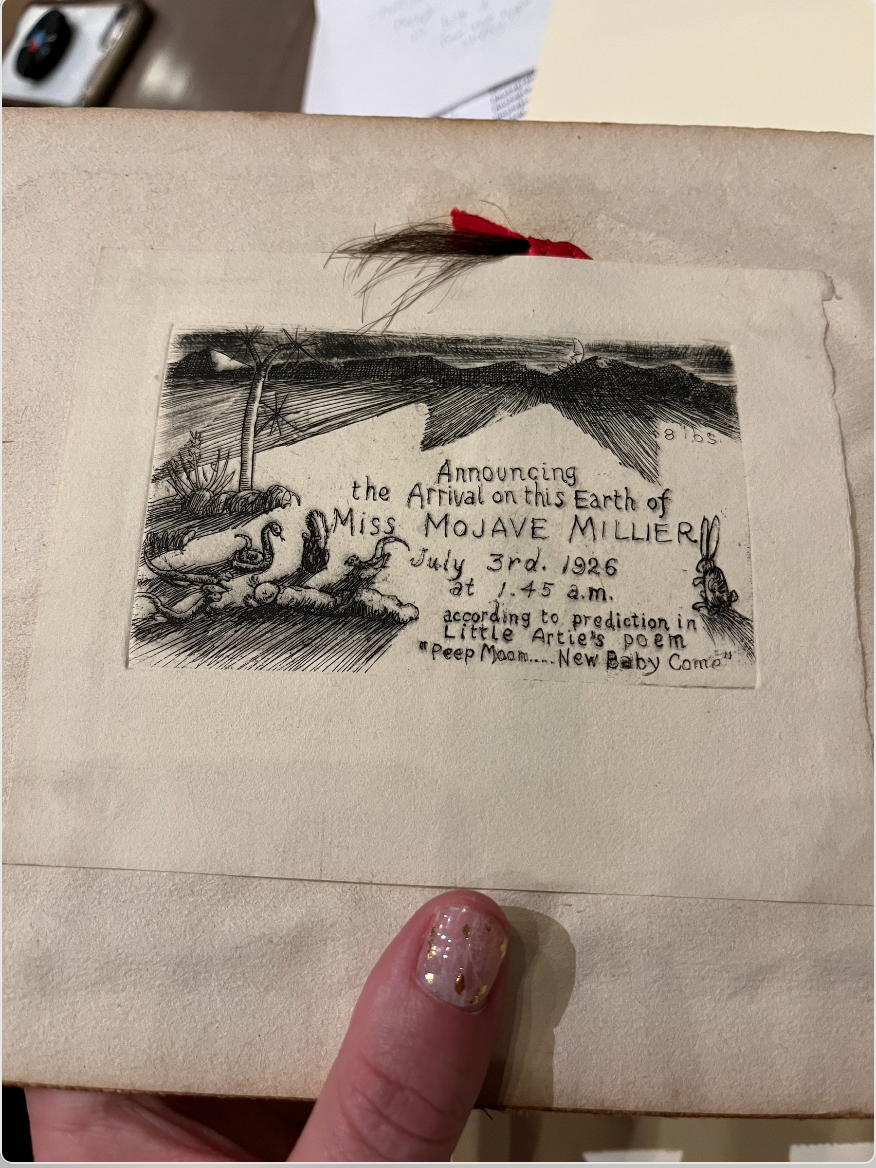 8 lbs.
Announcing
the Arrival on this Earth of
Miss MOJAVE MILLIER
July 3rd. 1926
at 1.45 a.m.
according to prediction in
Little Artie's poem
"Peep Moom.... New Baby Come"